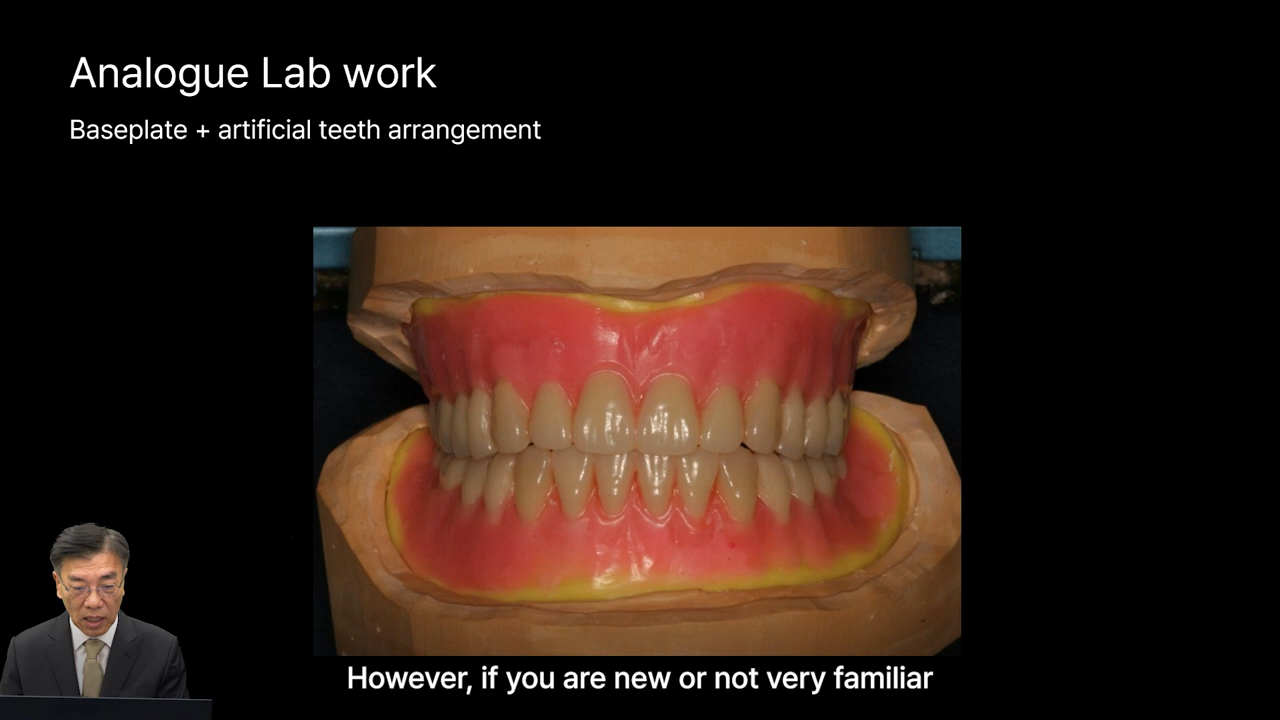 Analogue Lab work
Baseplate + artificial teeth arrangement
However, if you are new or not very familiar